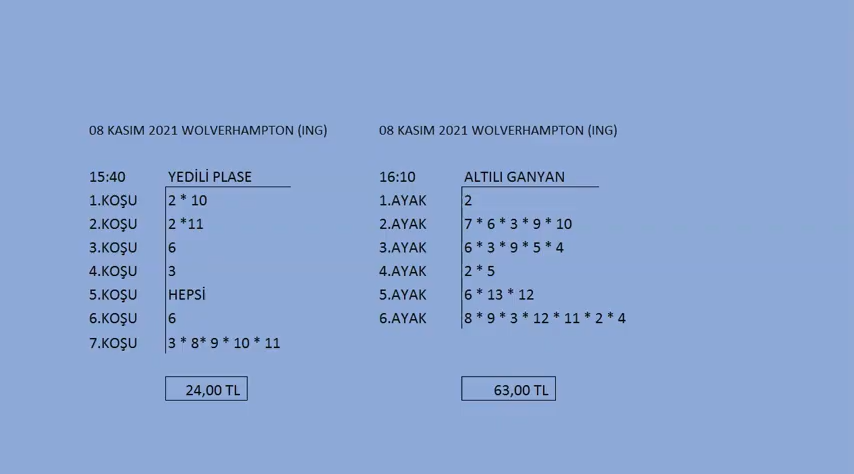 08 KASIM 2021 WOLVERHAMPTON (ING)
15:40 YEDİLİ PLASE
1.KOŞU 2 * 10
2.KOŞU 2 *11
3.KOŞU 6
4.KOŞU 3
5.KOŞU HEPSİ
6.KOŞU 6
7.KOŞU 3 * 8* 9 * 10 * 11
24,00 TL
08 KASIM 2021 WOLVERHAMPTON (ING)
16:10 ALTILI GANYAN
1.AYAK 2
2.AYAK 7 * 6 * 3 * 9 * 10
3.AYAK 6 * 3 * 9 * 5 * 4
4.AYAK 2 * 5
5.AYAK 6 * 13 * 12
6.AYAK 8 * 9 * 3 * 12 * 11 * 2 * 4
63,00 TL